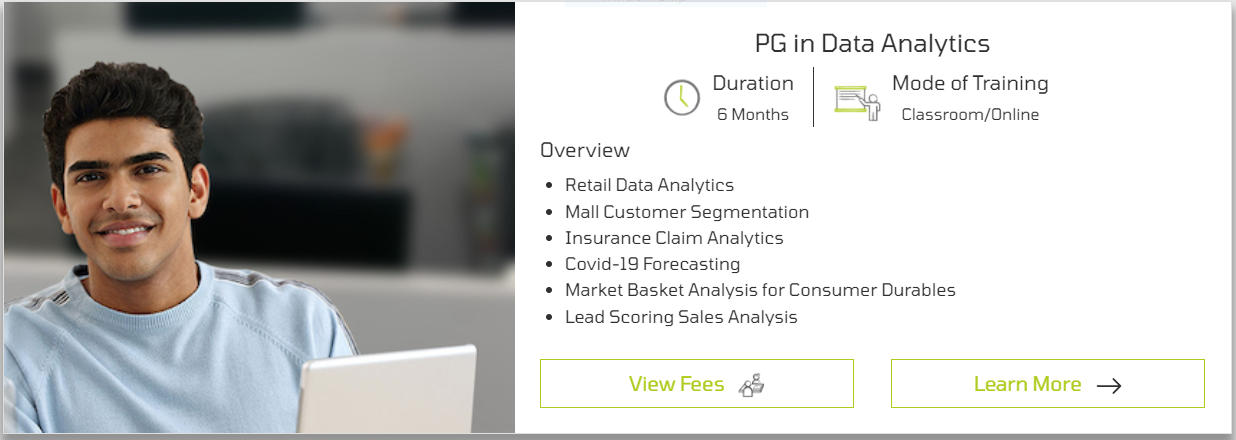 PG in Data Analytics
Duration
6 Months
Mode of Training
Classroom/Online
Overview
Retail Data Analytics
Mall Customer Segmentation
Insurance Claim Analytics
Covid-19 Forecasting
Market Basket Analysis for Consumer Durables
Lead Scoring Sales Analysis
View Fees
Learn More